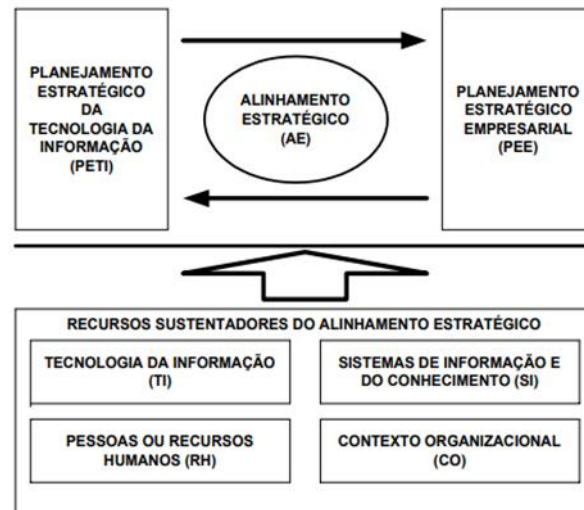 PLANEJAMENTO
ESTRATÉGICO
DA
TECNOLOGIA DA
INFORMAÇÃO
(PETI)
ALINHAMENTO
ESTRATÉGICO
(AE)
PLANEJAMENTO
ESTRATÉGICO
EMPRESARIAL
(PEE)
RECURSOS SUSTENTADORES DO ALINHAMENTO ESTRATÉGICO
TECNOLOGIA DA INFORMAÇÃO
(TI)
SISTEMAS DE INFORMAÇÃO E
DO CONHECIMENTO (SI)
PESSOAS OU RECURSOS
HUMANOS (RH)
CONTEXTO ORGANIZACIONAL
(CO)